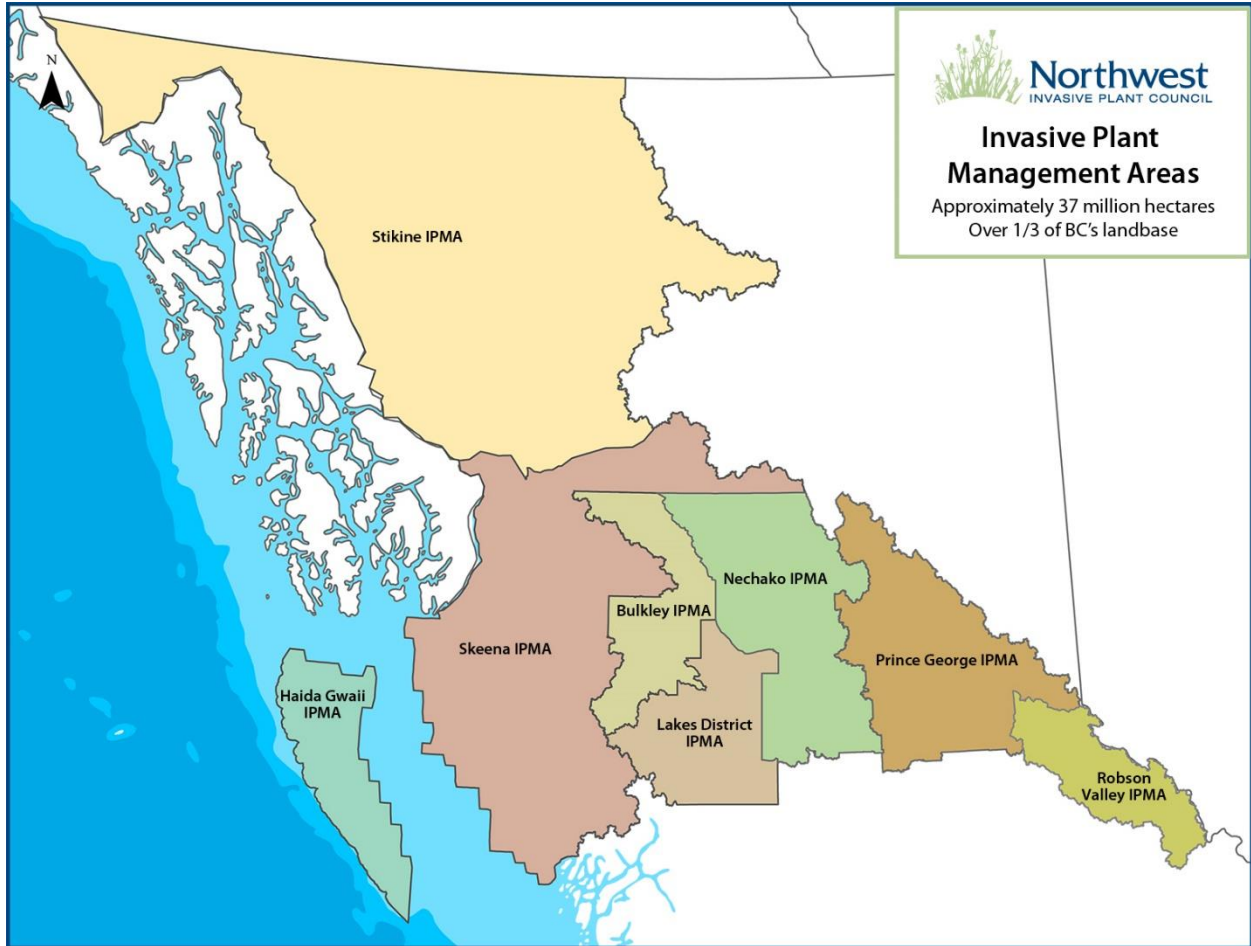 N
Northwest
INVASIVE PLANT COUNCIL
Invasive Plant
Management Areas
Approximately 37 million hectares
Over 1/3 of BC's landbase
Stikine IPMA
Nechako IPMA
Bulkley IPMA
Skeena IPMA
Prince George IPMA
Haida Gwaii
IPMA
Lakes District
IPMA
Robson
Valley IPMA